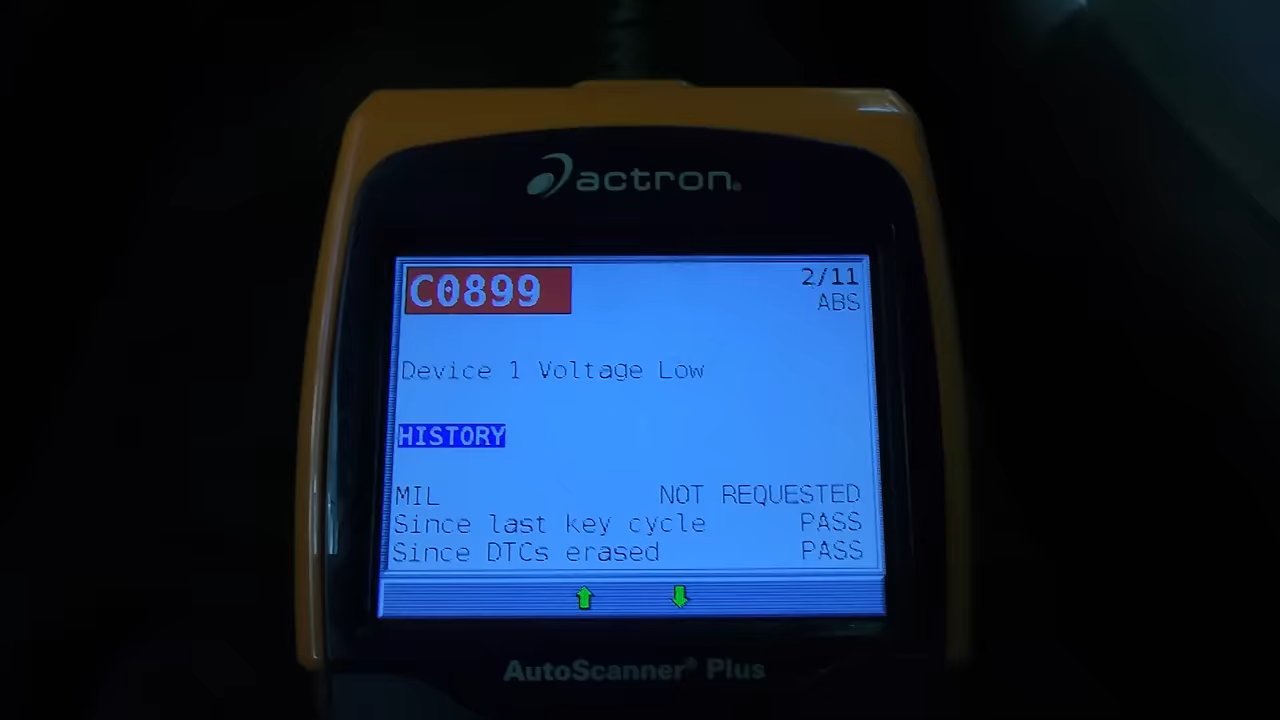 actron®
C0899 2/11
ABS
Device 1 Voltage Low
HISTORY
MIL NOT REQUESTED
Since last key cycle PASS
Since DTCs erased PASS
AutoScanner® Plus